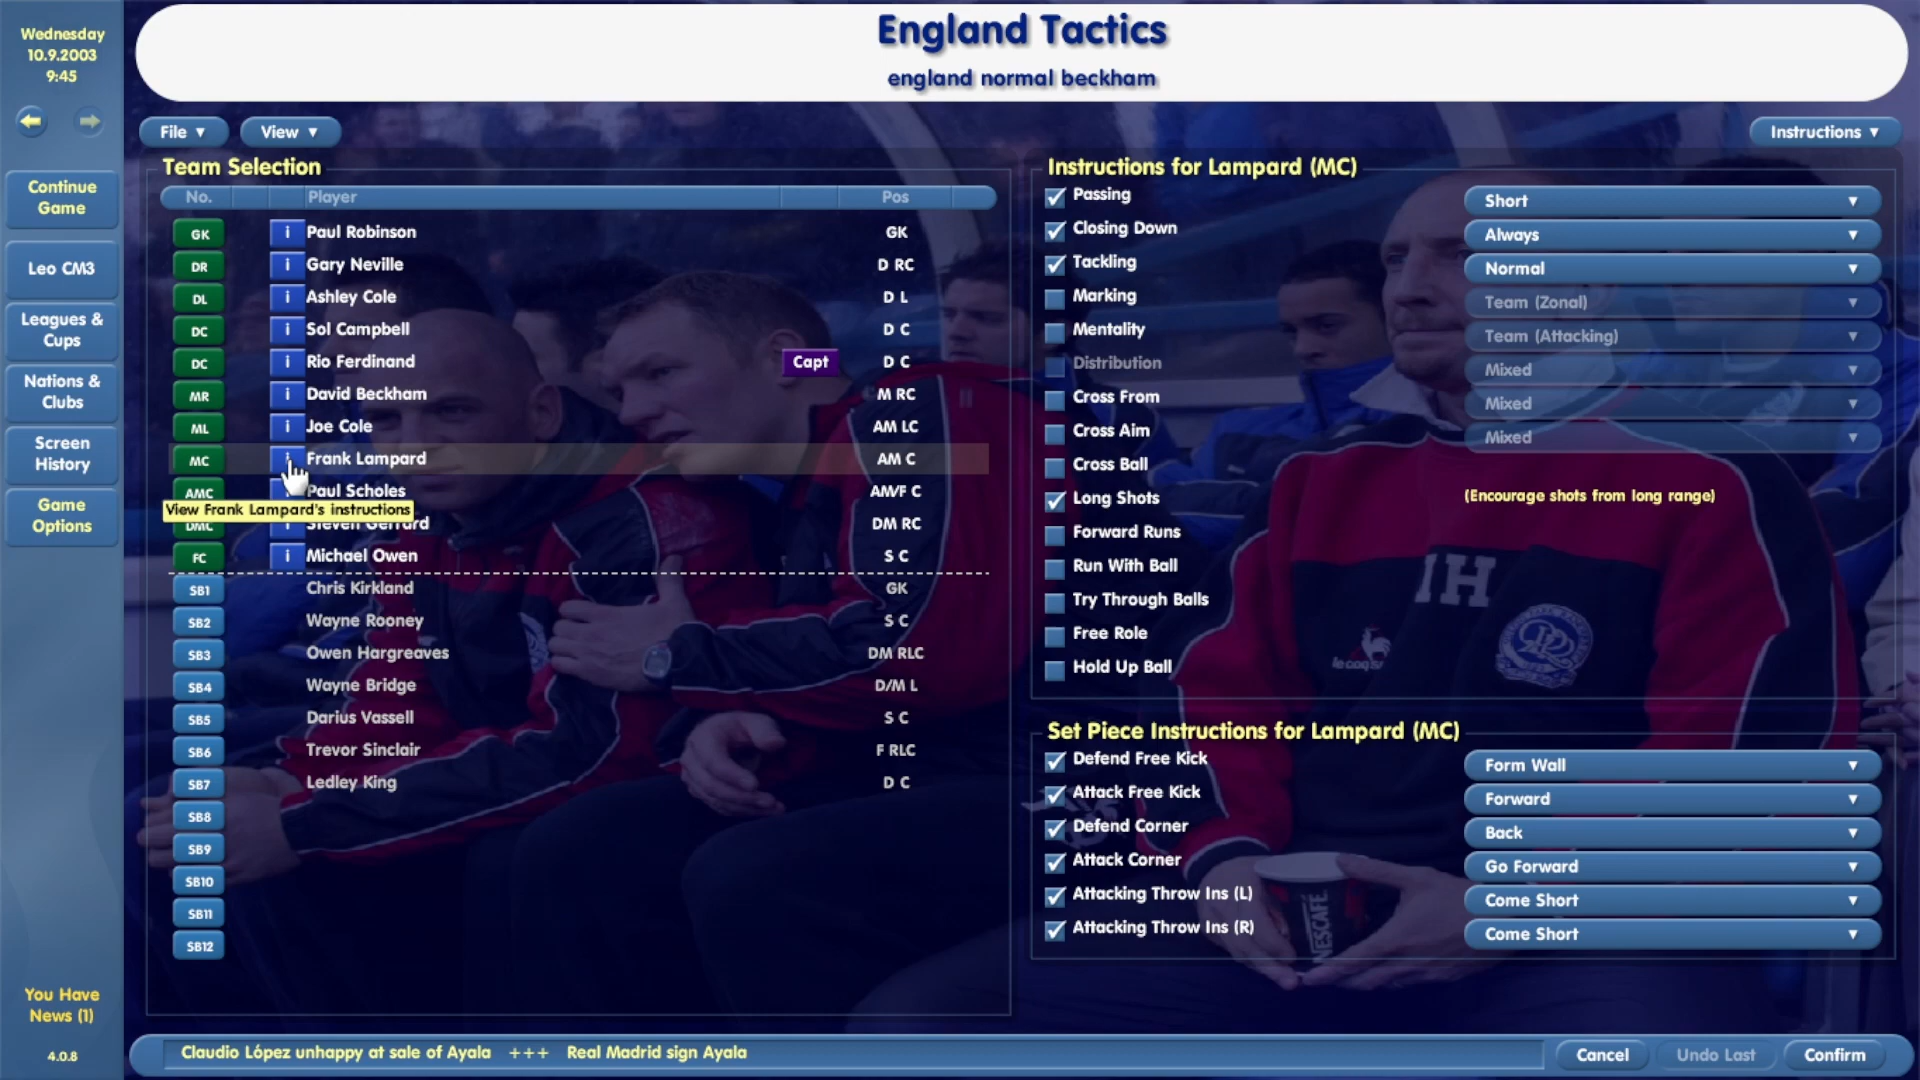 Wednesday
10.9.2003
9:45
England Tactics
england normal beckham
File
View
Instructions
Continue
Game
Leo CM3
Leagues &
Cups
Nations &
Clubs
Screen
History
Game
Options
You Have
News (1)
4.0.8
Team Selection
No. Player Pos
GK i Paul Robinson GK
DR i Gary Neville D RC
DL i Ashley Cole D L
DC i Sol Campbell D C
DC i Rio Ferdinand Capt D C
MR i David Beckham M RC
ML i Joe Cole AM LC
MC i Frank Lampard AM C
AMC Paul Scholes AM/F C
View Frank Lampard's instructions
DMC Steven Gerrard DM RC
FC i Michael Owen S C
SB1 Chris Kirkland GK
SB2 Wayne Rooney S C
SB3 Owen Hargreaves DM RLC
SB4 Wayne Bridge D/M L
SB5 Darius Vassell S C
SB6 Trevor Sinclair F RLC
SB7 Ledley King D C
SB8
SB9
SB10
SB11
SB12
Instructions for Lampard (MC)
Passing Short
Closing Down Always
Tackling Normal
Marking Team (Zonal)
Mentality Team (Attacking)
Distribution Mixed
Cross From Mixed
Cross Aim Mixed
Cross Ball
Long Shots (Encourage shots from long range)
Forward Runs
Run With Ball
Try Through Balls
Free Role
Hold Up Ball
IH
le coq
Set Piece Instructions for Lampard (MC)
Defend Free Kick Form Wall
Attack Free Kick Forward
Defend Corner Back
Attack Corner Go Forward
Attacking Throw Ins (L) Come Short
Attacking Throw Ins (R) Come Short
NESCAFÉ
Claudio López unhappy at sale of Ayala +++ Real Madrid sign Ayala
Cancel
Undo Last
Confirm